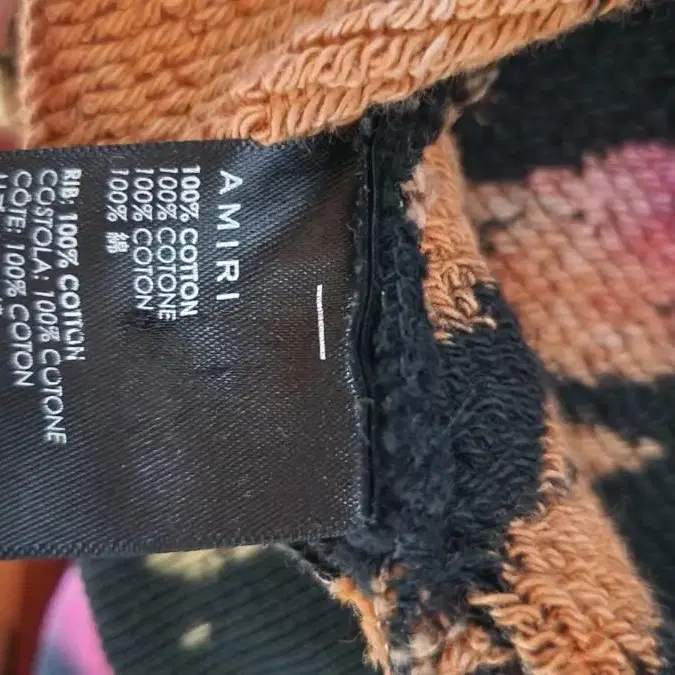 AMIRI
100% COTTON
100% COTONE
100% COTON
100% 綿
RIB: 100% COTTON
COSTOLA: 100% COTONE
CÔTE: 100% COTON